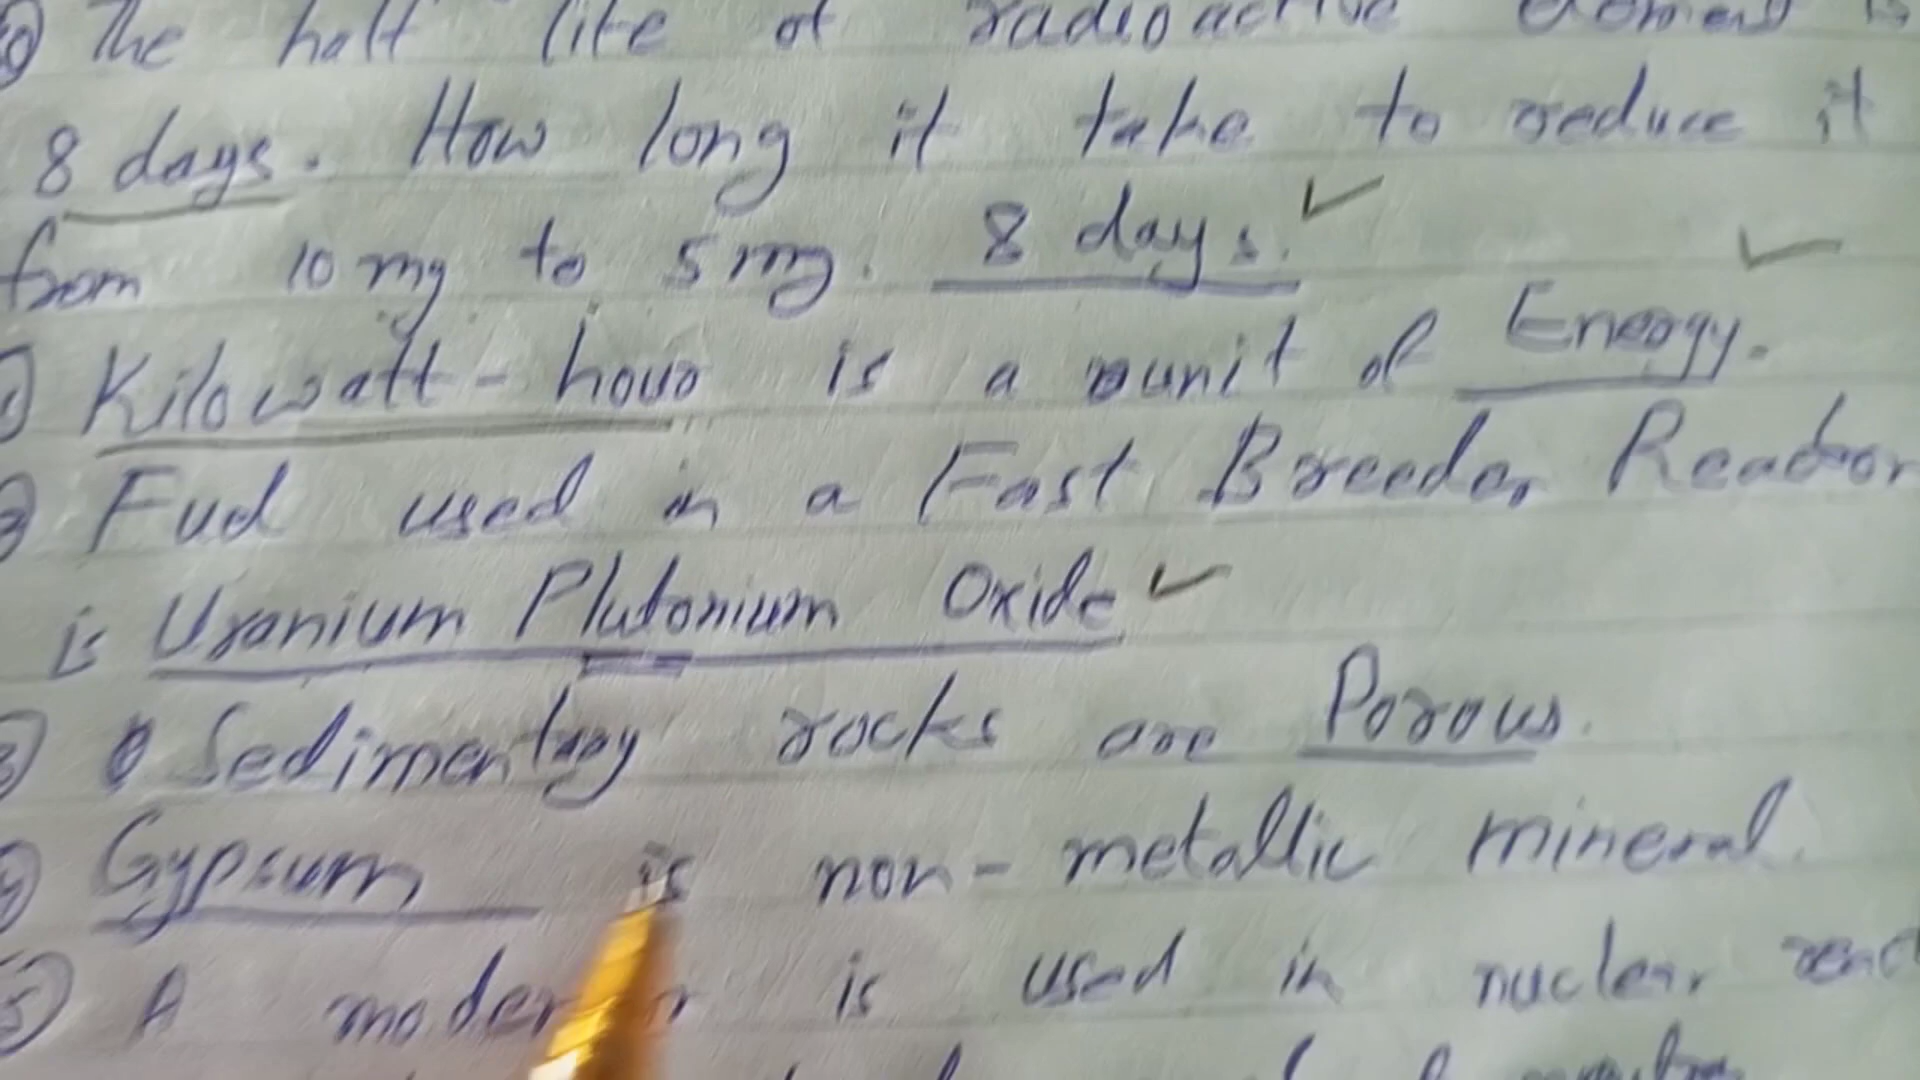 The half life of radioactive element is
8 days. How long it take to reduce it
from 10 mg to 5 mg. 8 days.
Kilowatt-hour is a unit of Energy.
Fuel used in a Fast Breeder Reactor
is Uranium Plutonium Oxide
Sedimentary rocks are Porous.
Gypsum is non-metallic mineral.
A is used in nuclear